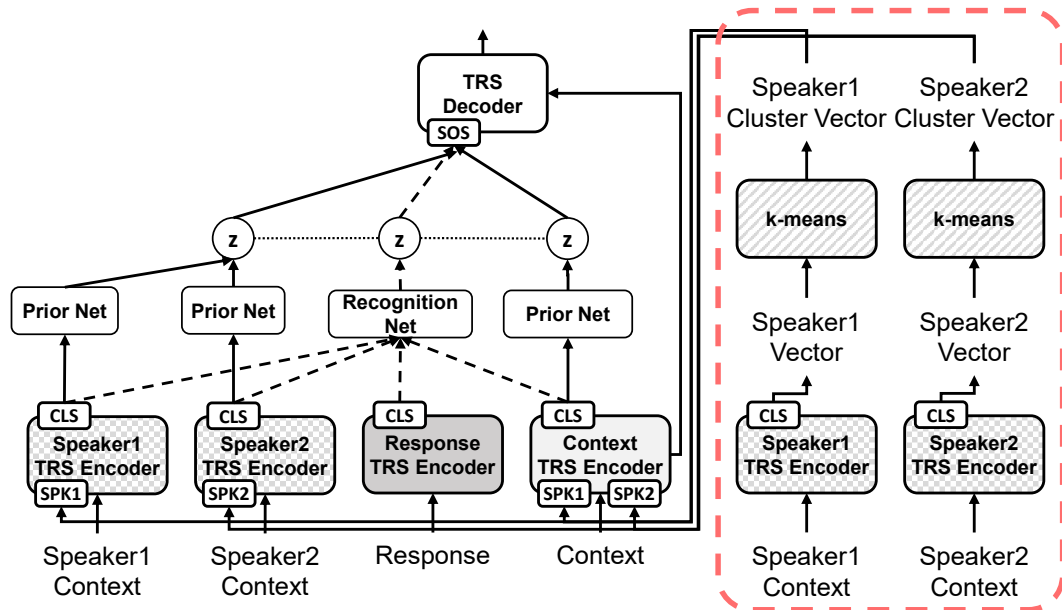 TRS
Decoder
SOS
z
z
z
Prior Net
Prior Net
Recognition
Net
Prior Net
CLS
Speaker1
TRS Encoder
SPK1
CLS
Speaker2
TRS Encoder
SPK2
CLS
Response
TRS Encoder
CLS
Context
TRS Encoder
SPK1
SPK2
Speaker1
Context
Speaker2
Context
Response
Context
Speaker1
Cluster Vector
Speaker2
Cluster Vector
k-means
k-means
Speaker1
Vector
Speaker2
Vector
CLS
Speaker1
TRS Encoder
CLS
Speaker2
TRS Encoder
Speaker1
Context
Speaker2
Context